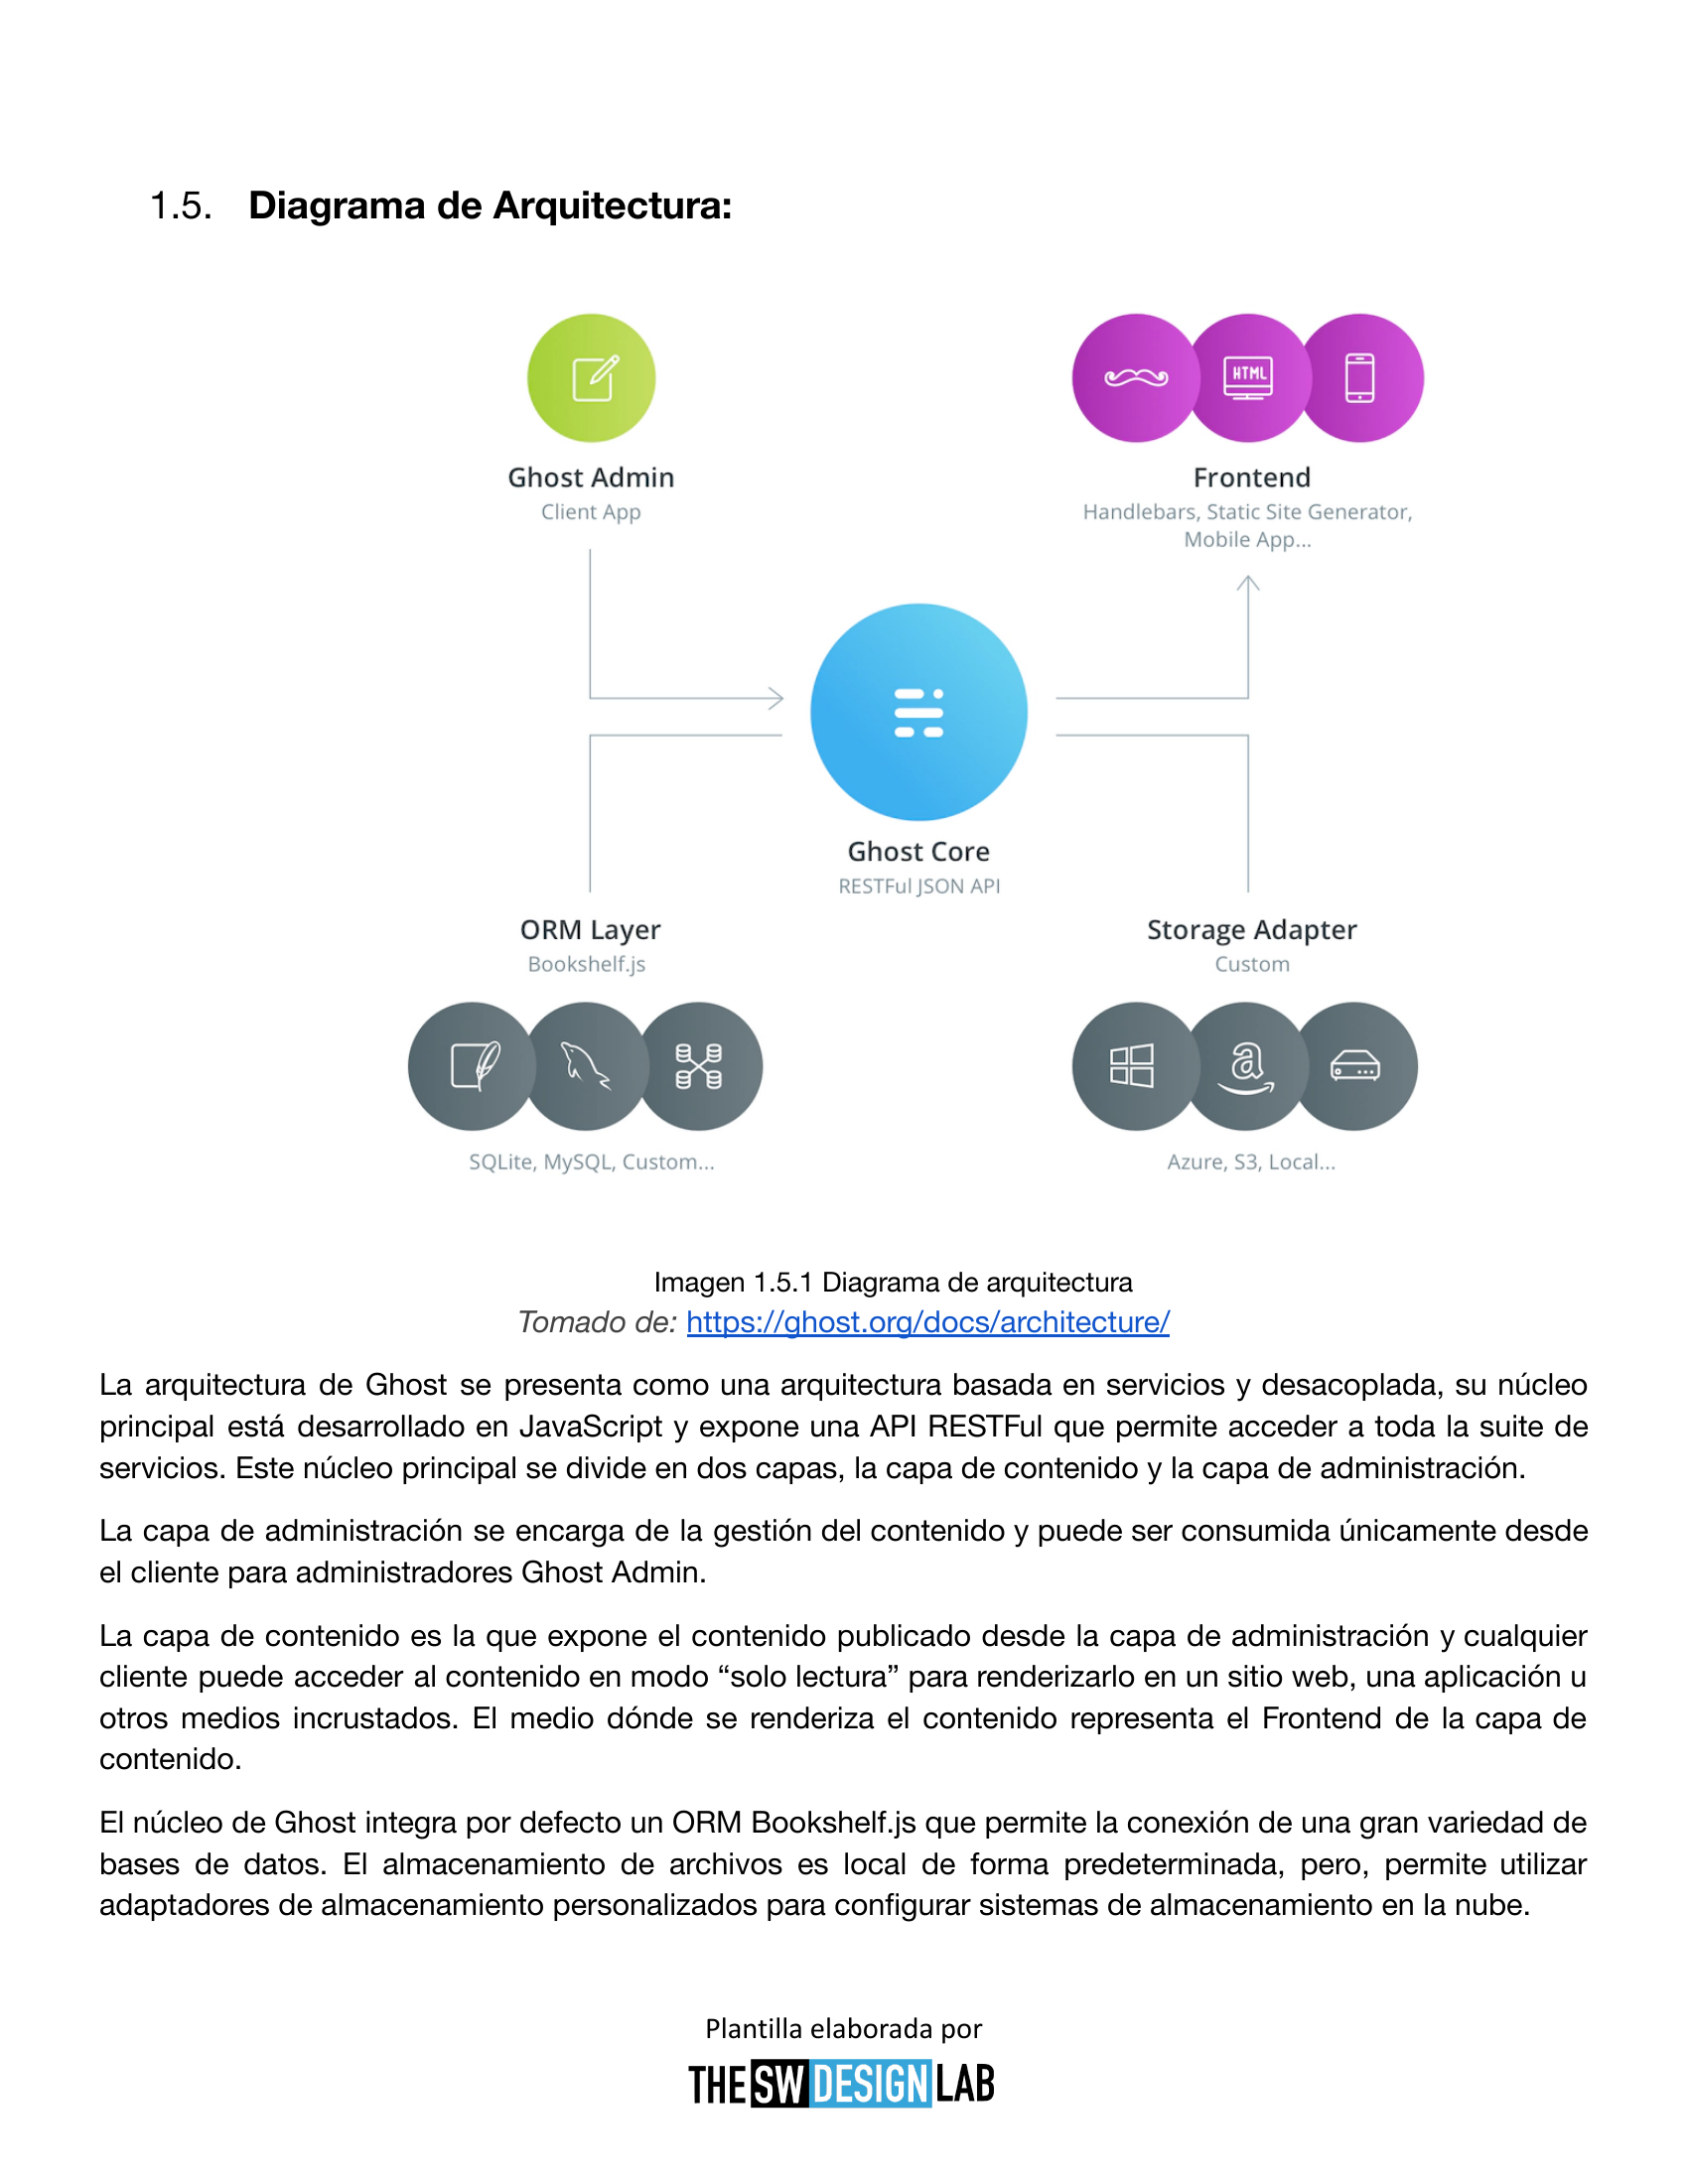 1.5. Diagrama de Arquitectura:
HTML
Ghost Admin
Client App
Frontend
Handlebars, Static Site Generator,
Mobile App...
Ghost Core
RESTFul JSON API
ORM Layer
Bookshelf.js
Storage Adapter
Custom
a
SQLite, MySQL, Custom...
Azure, S3, Local...
Imagen 1.5.1 Diagrama de arquitectura
Tomado de: https://ghost.org/docs/architecture/
La arquitectura de Ghost se presenta como una arquitectura basada en servicios y desacoplada, su núcleo
principal está desarrollado en JavaScript y expone una API RESTFul que permite acceder a toda la suite de
servicios. Este núcleo principal se divide en dos capas, la capa de contenido y la capa de administración.
La capa de administración se encarga de la gestión del contenido y puede ser consumida únicamente desde
el cliente para administradores Ghost Admin.
La capa de contenido es la que expone el contenido publicado desde la capa de administración y cualquier
cliente puede acceder al contenido en modo “solo lectura” para renderizarlo en un sitio web, una aplicación u
otros medios incrustados. El medio dónde se renderiza el contenido representa el Frontend de la capa de
contenido.
El núcleo de Ghost integra por defecto un ORM Bookshelf.js que permite la conexión de una gran variedad de
bases de datos. El almacenamiento de archivos es local de forma predeterminada, pero, permite utilizar
adaptadores de almacenamiento personalizados para configurar sistemas de almacenamiento en la nube.
Plantilla elaborada por
THE SW DESIGN LAB